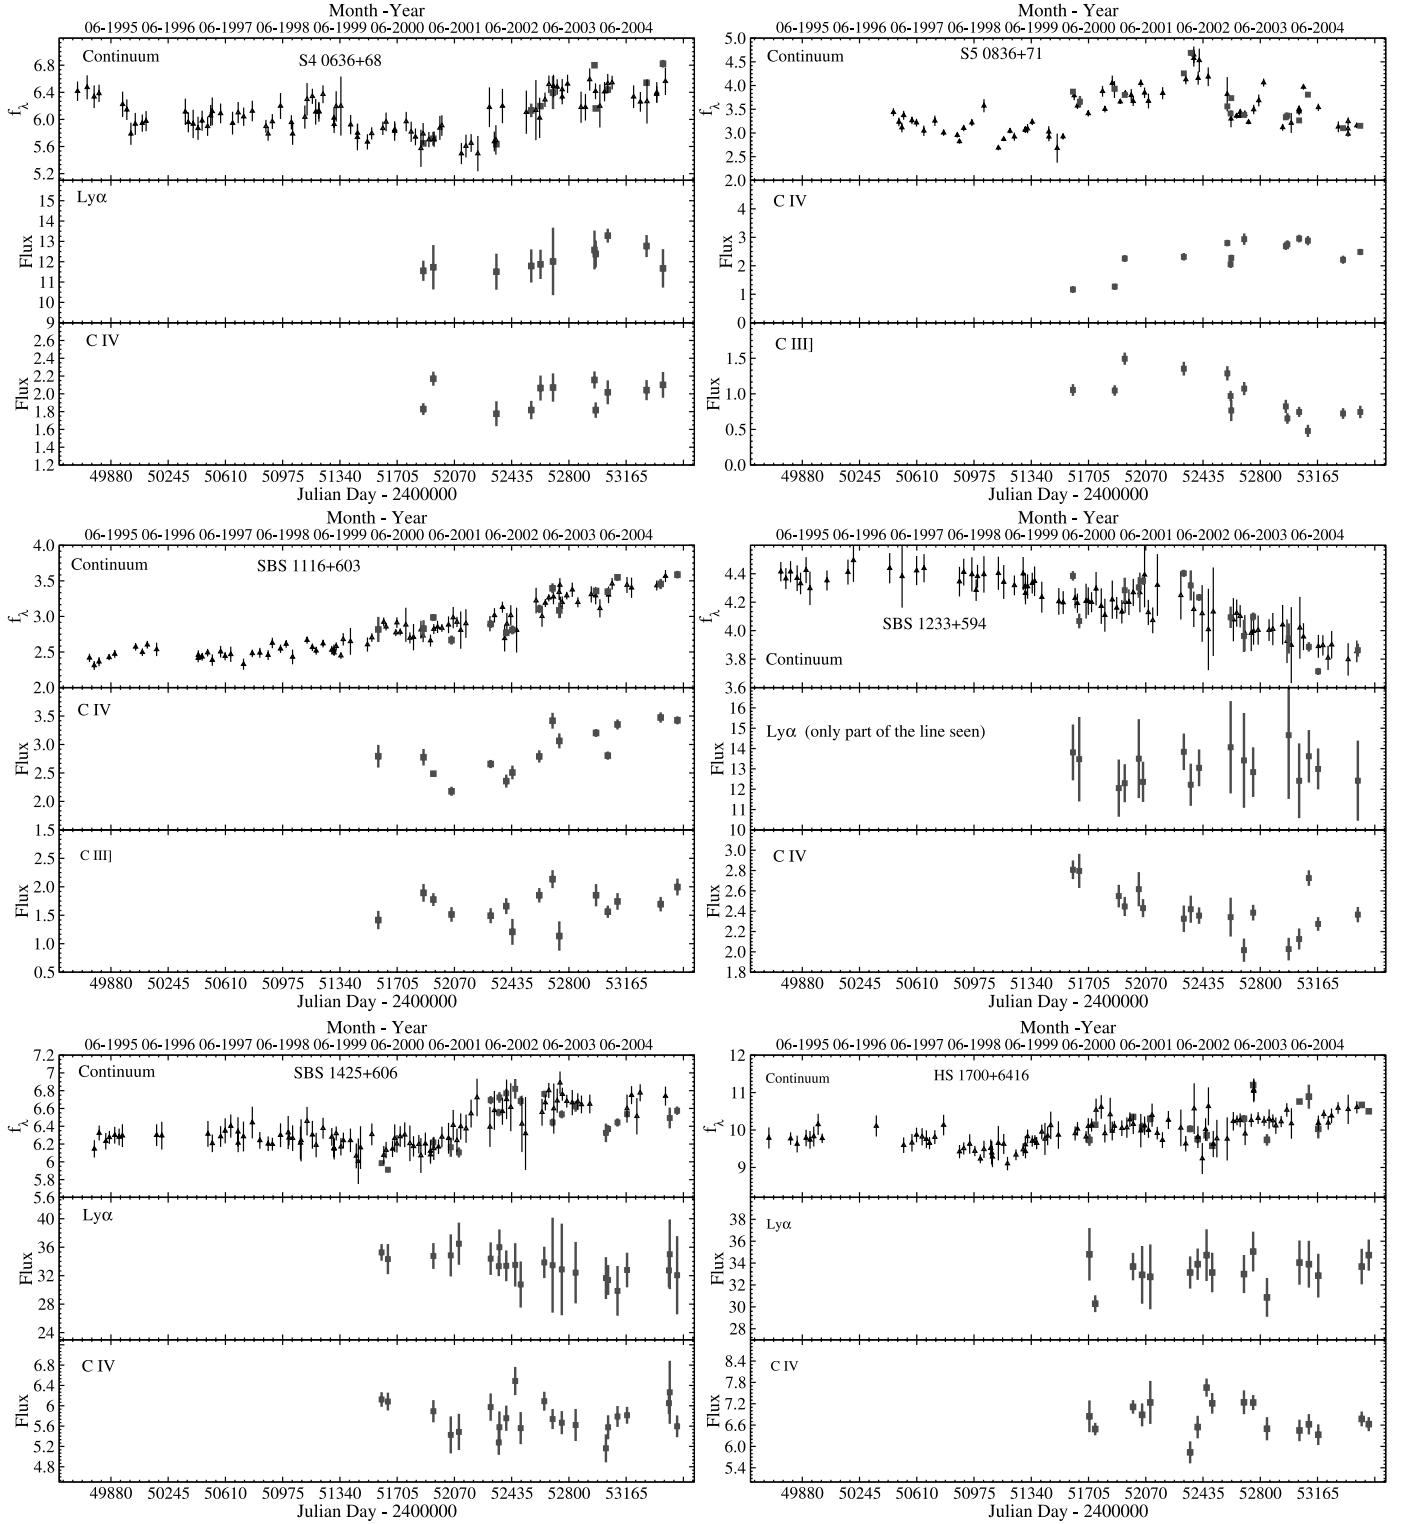 Month - Year
06-1995 06-1996 06-1997 06-1998 06-1999 06-2000 06-2001 06-2002 06-2003 06-2004
Continuum
S4 0636+68
fλ
6.8
6.4
6.0
5.6
5.2
Lyα
Flux
15
14
13
12
11
10
9
C IV
Flux
2.6
2.4
2.2
2.0
1.8
1.6
1.4
1.2
49880 50245 50610 50975 51340 51705 52070 52435 52800 53165
Julian Day - 2400000
Month - Year
06-1995 06-1996 06-1997 06-1998 06-1999 06-2000 06-2001 06-2002 06-2003 06-2004
Continuum
S5 0836+71
fλ
5.0
4.5
4.0
3.5
3.0
2.5
2.0
C IV
Flux
4
3
2
1
0
C III]
Flux
1.5
1.0
0.5
0.0
49880 50245 50610 50975 51340 51705 52070 52435 52800 53165
Julian Day - 2400000
Month - Year
06-1995 06-1996 06-1997 06-1998 06-1999 06-2000 06-2001 06-2002 06-2003 06-2004
Continuum
SBS 1116+603
fλ
4.0
3.5
3.0
2.5
2.0
C IV
Flux
3.5
3.0
2.5
2.0
1.5
C III]
Flux
2.5
2.0
1.5
1.0
0.5
49880 50245 50610 50975 51340 51705 52070 52435 52800 53165
Julian Day - 2400000
Month - Year
06-1995 06-1996 06-1997 06-1998 06-1999 06-2000 06-2001 06-2002 06-2003 06-2004
SBS 1233+594
Continuum
fλ
4.4
4.2
4.0
3.8
3.6
Lyα (only part of the line seen)
Flux
16
15
14
13
12
11
10
C IV
Flux
3.0
2.8
2.6
2.4
2.2
2.0
1.8
49880 50245 50610 50975 51340 51705 52070 52435 52800 53165
Julian Day - 2400000
Month - Year
06-1995 06-1996 06-1997 06-1998 06-1999 06-2000 06-2001 06-2002 06-2003 06-2004
Continuum
SBS 1425+606
fλ
7.2
7
6.8
6.6
6.4
6.2
6
5.8
5.6
Lyα
Flux
40
36
32
28
24
C IV
Flux
6.8
6.4
6.0
5.6
5.2
4.8
49880 50245 50610 50975 51340 51705 52070 52435 52800 53165
Julian Day - 2400000
Month -Year
06-1995 06-1996 06-1997 06-1998 06-1999 06-2000 06-2001 06-2002 06-2003 06-2004
Continuum
HS 1700+6416
fλ
12
11
10
9
Lyα
Flux
38
36
34
32
30
28
C IV
Flux
8.4
7.8
7.2
6.6
6.0
5.4
49880 50245 50610 50975 51340 51705 52070 52435 52800 53165
Julian Day - 2400000